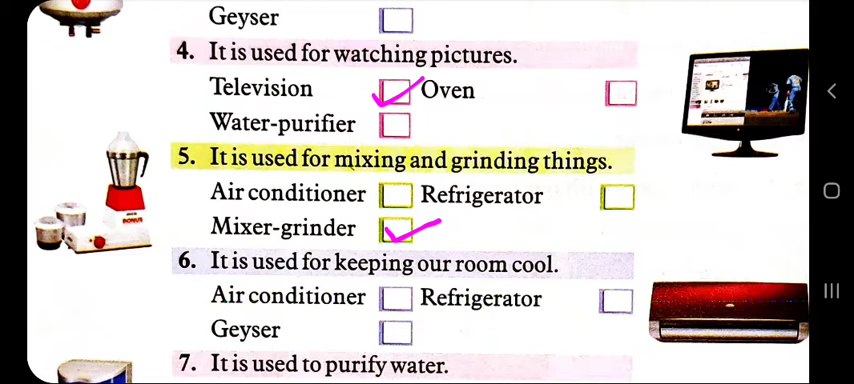 Geyser
4. It is used for watching pictures.
Television Oven
Water-purifier
5. It is used for mixing and grinding things.
Air conditioner Refrigerator
Mixer-grinder
6. It is used for keeping our room cool.
Air conditioner Refrigerator
Geyser
7. It is used to purify water.